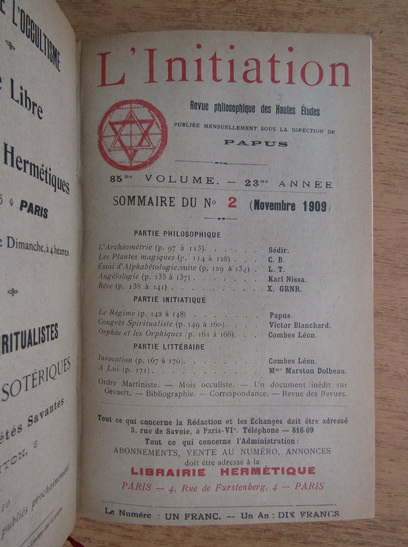 L'OCCULTISME
Libre
Hermétiques
PARIS
Dimanche, à 4 heures
RITUALISTES
SOTÉRIQUES
étés Savantes
publiés prochainement
L'Initiation
Revue philosophique des Hautes Études
PUBLIÉE MENSUELLEMENT SOUS LA DIRECTION DE
PAPUS
85me VOLUME. — 23me ANNÉE
SOMMAIRE DU No 2 (Novembre 1909)
PARTIE PHILOSOPHIQUE
L'Archéométrie (p. 97 à 113). . . . . . Sédir.
Les Plantes magiques (p. 114 à 128). . . . C. B.
Essai d'Alphabétologie, suite (p. 129 à 134) . L. T.
Angélologie (p. 135 à 137). . . . . . . Karl Nissa.
Rêve (p. 138 à 141) . . . . . . . . X. GRNR.
PARTIE INITIATIQUE
Le Régime (p. 142 à 148) . . . . . . Papus.
Congrès Spiritualiste (p. 149 à 160). . . . Victor Blanchard.
Orphée et les Orphiques (p. 161 à 166). . . Combes Léon.
PARTIE LITTÉRAIRE
Invocation (p. 167 à 170). . . . . . . Combes Léon.
A Lui (p. 171) . . . . . . . . . . Mme Marston Dolbeau.
Ordre Martiniste. — Mois occultiste. — Un document inédit sur
Gevaert. — Bibliographie. — Correspondance. — Revue des Revues.
Tout ce qui concerne la Rédaction et les Echanges doit être adressé
5, rue de Savoie, à Paris-VIe. Téléphone — 816-09
Tout ce qui concerne l'Administration:
ABONNEMENTS, VENTE AU NUMÉRO, ANNONCES
doit être adressé à la
LIBRAIRIE HERMÉTIQUE
PARIS — 4, Rue de Furstenberg, 4 — PARIS
Le Numéro : UN FRANC. — Un An : DIX FRANCS